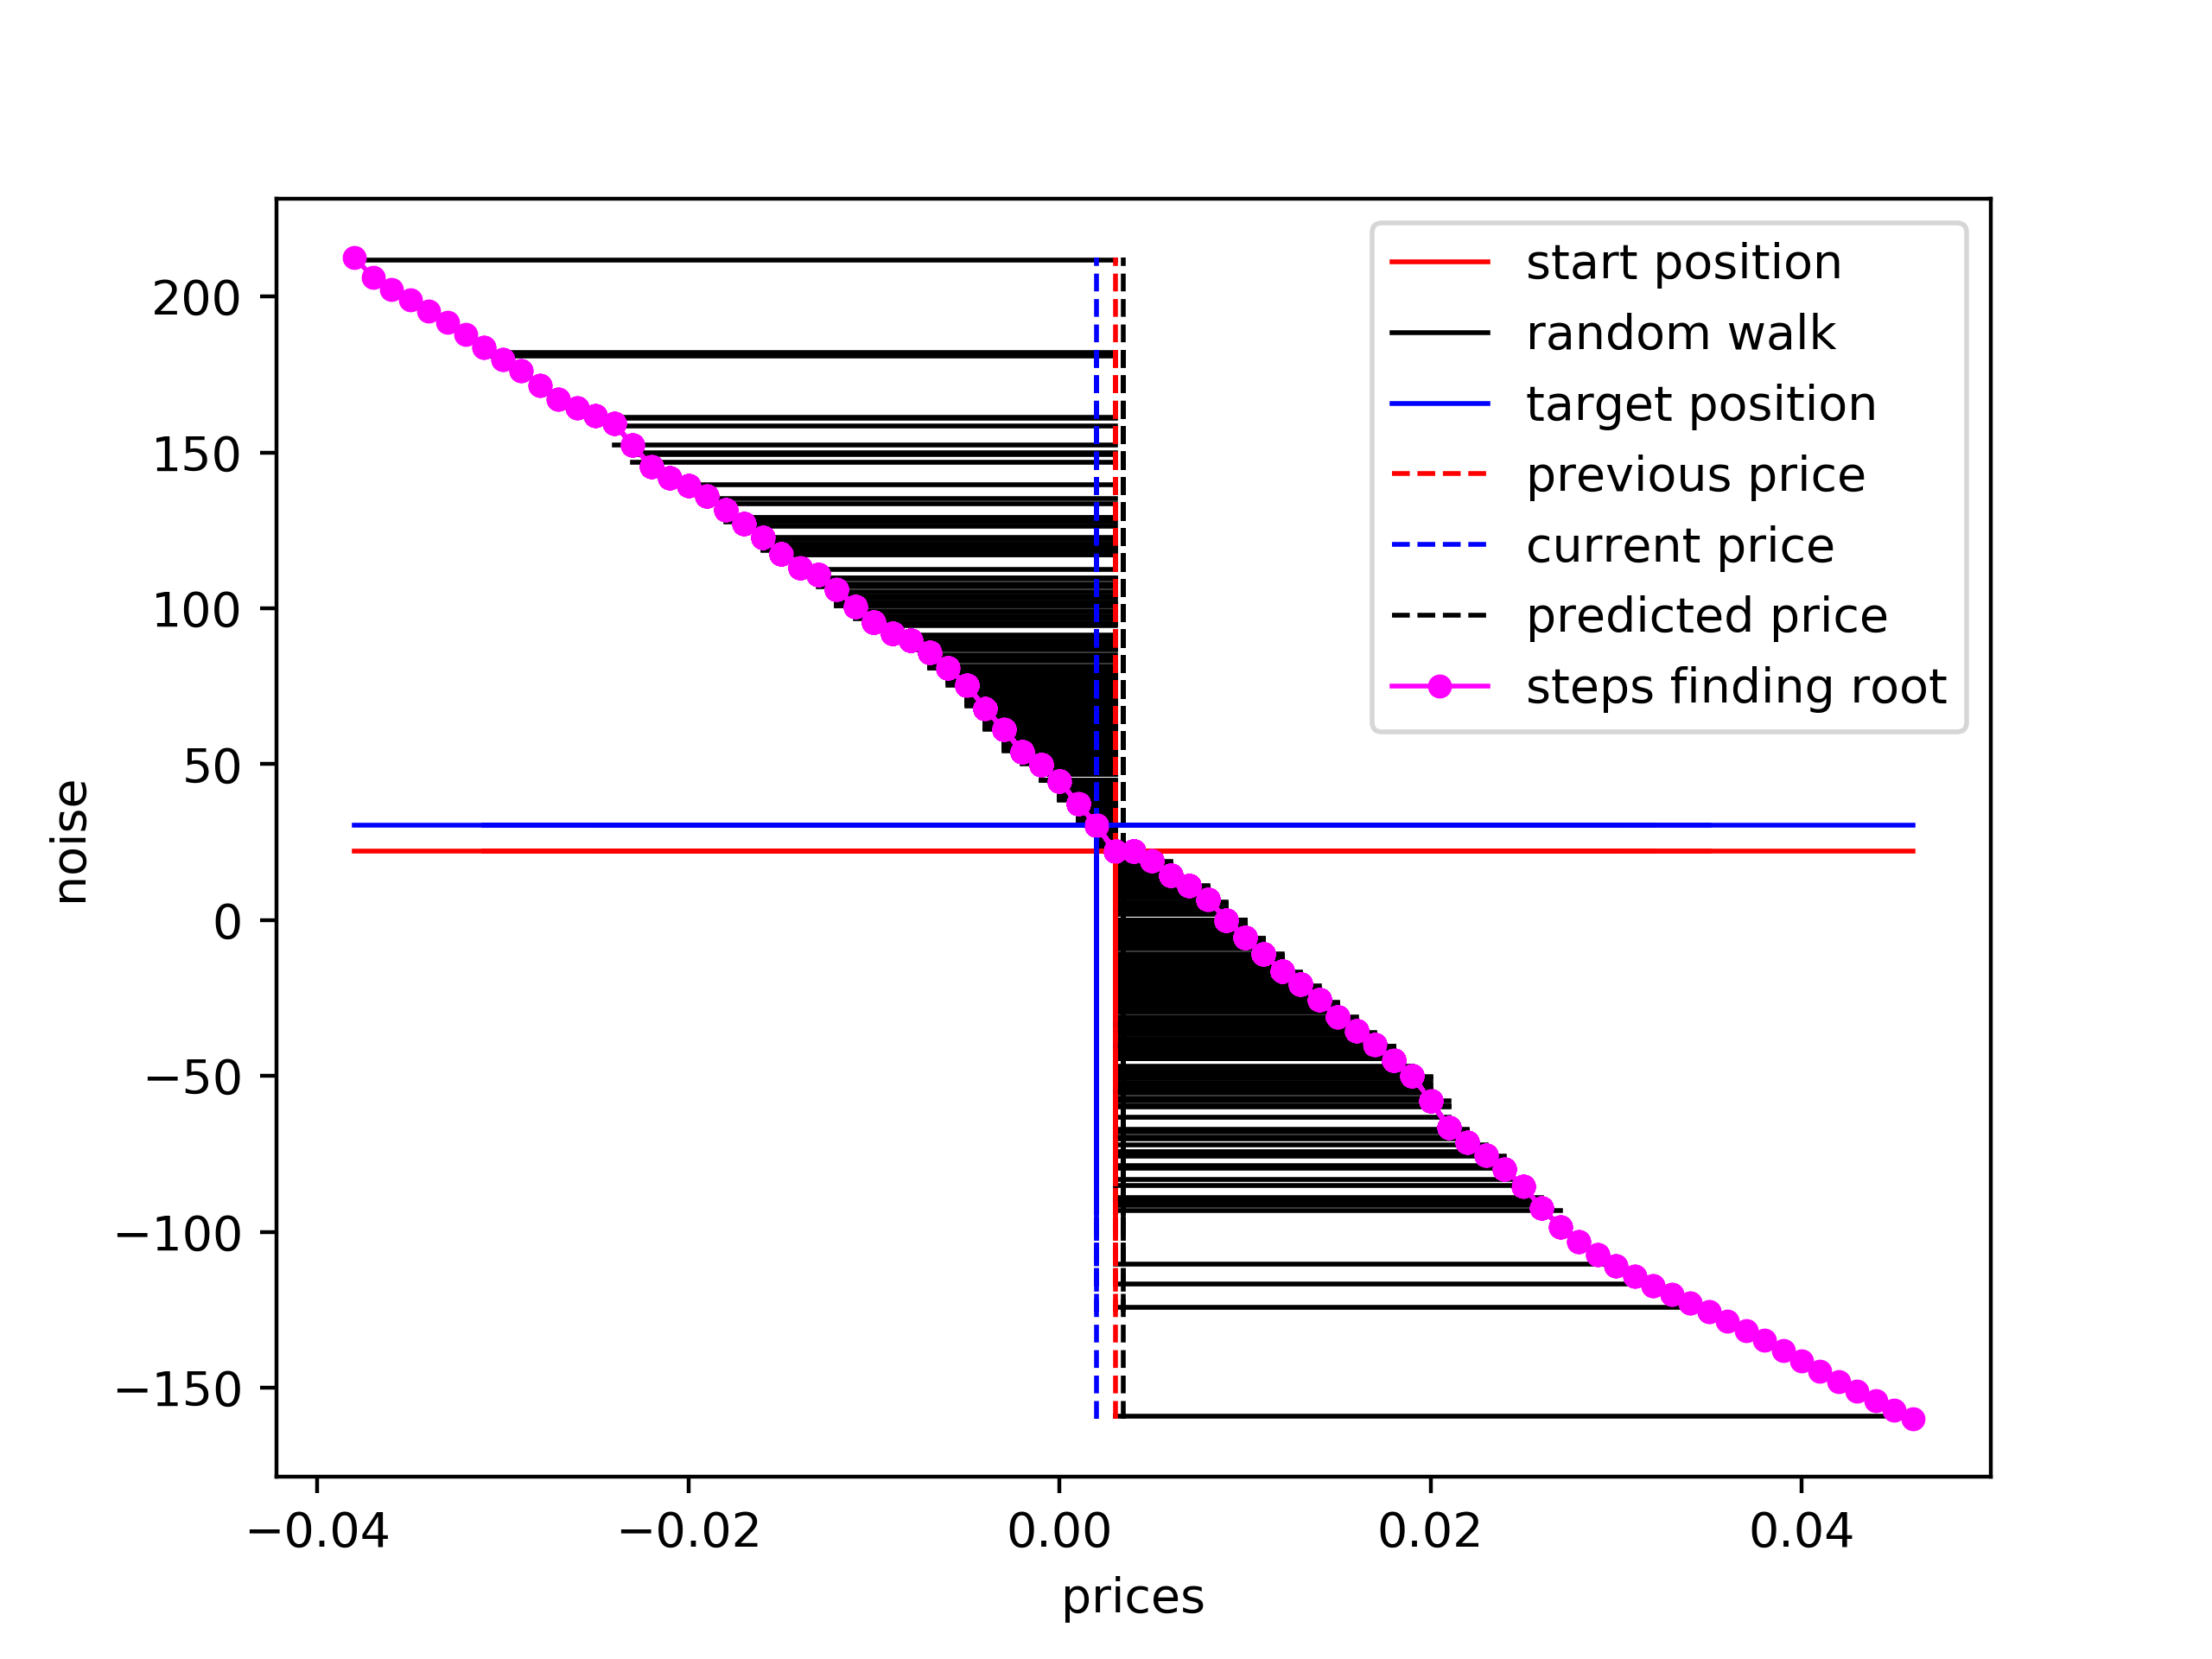 start position
random walk
target position
previous price
current price
predicted price
steps finding root
200
150
100
50
0
−50
−100
−150
noise
−0.04 −0.02 0.00 0.02 0.04
prices